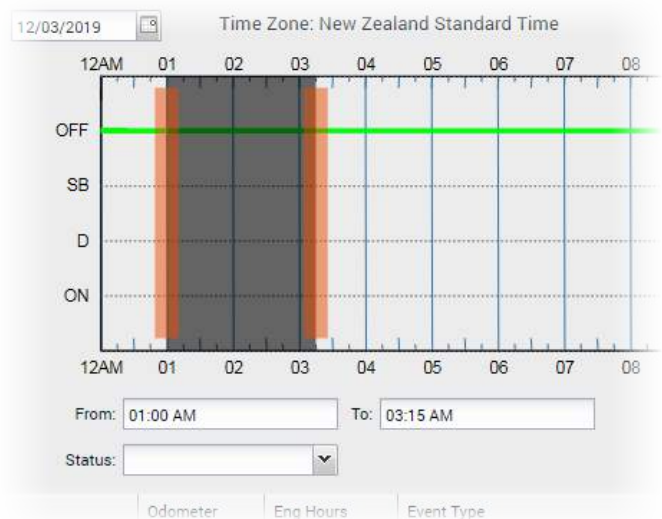 12/03/2019 Time Zone: New Zealand Standard Time
12AM 01 02 03 04 05 06 07 08
OFF
SB
D
ON
12AM 01 02 03 04 05 06 07 08
From: 01:00 AM To: 03:15 AM
Status:
Odometer Eng Hours Event Type